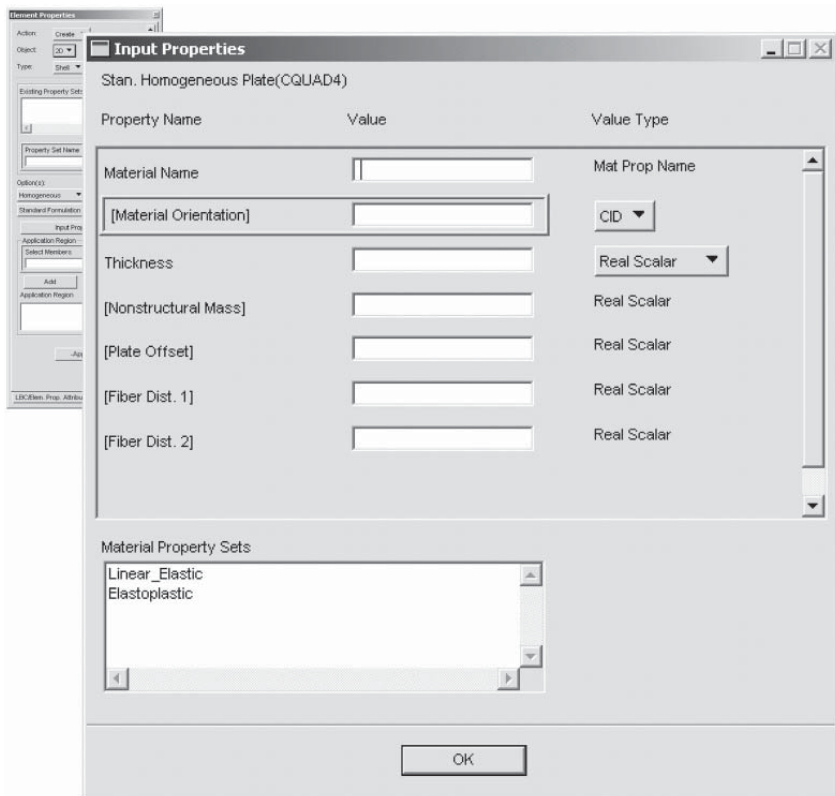 Element Properties
Action: Create
Object: 2D
Type: Shell
Existing Property Sets
Property Set Name
Option(s):
Homogeneous
Standard Formulation
Input Prop
Application Region
Select Members
Add
Application Region
-Ap
LBC/Elem. Prop. Attribu
Input Properties
Stan. Homogeneous Plate(CQUAD4)
Property Name Value Value Type
Material Name Mat Prop Name
[Material Orientation] CID
Thickness Real Scalar
[Nonstructural Mass] Real Scalar
[Plate Offset] Real Scalar
[Fiber Dist. 1] Real Scalar
[Fiber Dist. 2] Real Scalar
Material Property Sets
Linear_Elastic
Elastoplastic
OK